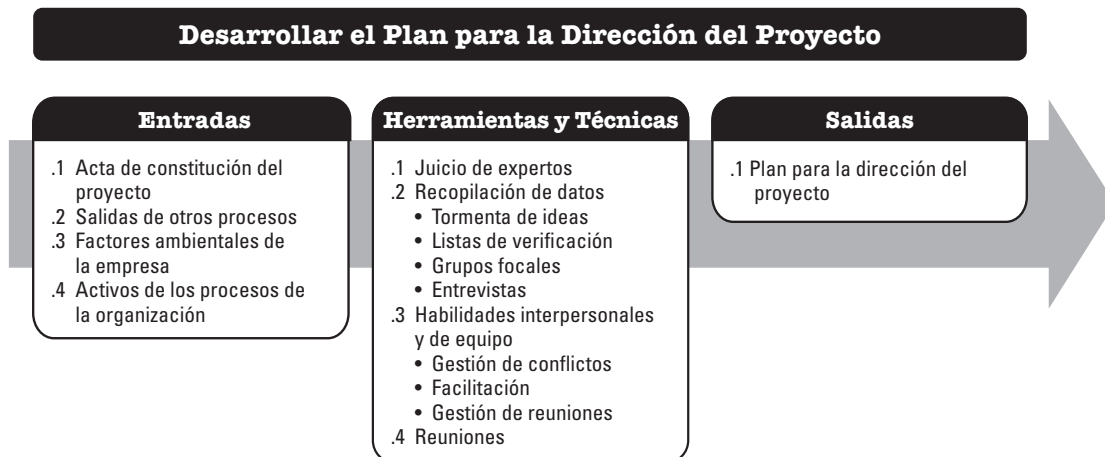 Desarrollar el Plan para la Dirección del Proyecto
Entradas
.1 Acta de constitución del
proyecto
.2 Salidas de otros procesos
.3 Factores ambientales de
la empresa
.4 Activos de los procesos de
la organización
Herramientas y Técnicas
.1 Juicio de expertos
.2 Recopilación de datos
• Tormenta de ideas
• Listas de verificación
• Grupos focales
• Entrevistas
.3 Habilidades interpersonales
y de equipo
• Gestión de conflictos
• Facilitación
• Gestión de reuniones
.4 Reuniones
Salidas
.1 Plan para la dirección del
proyecto